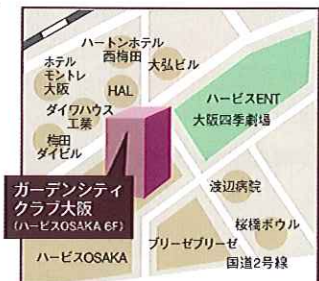 ハートンホテル
西梅田
大弘ビル
ホテル
モントレ
大阪
HAL
ハービスENT
大阪四季劇場
ダイワハウス
工業
梅田
ダイビル
ガーデンシティ
クラブ大阪
(ハービスOSAKA 6F)
渡辺病院
桜橋ボウル
ブリーゼブリーゼ
ハービスOSAKA
国道2号線